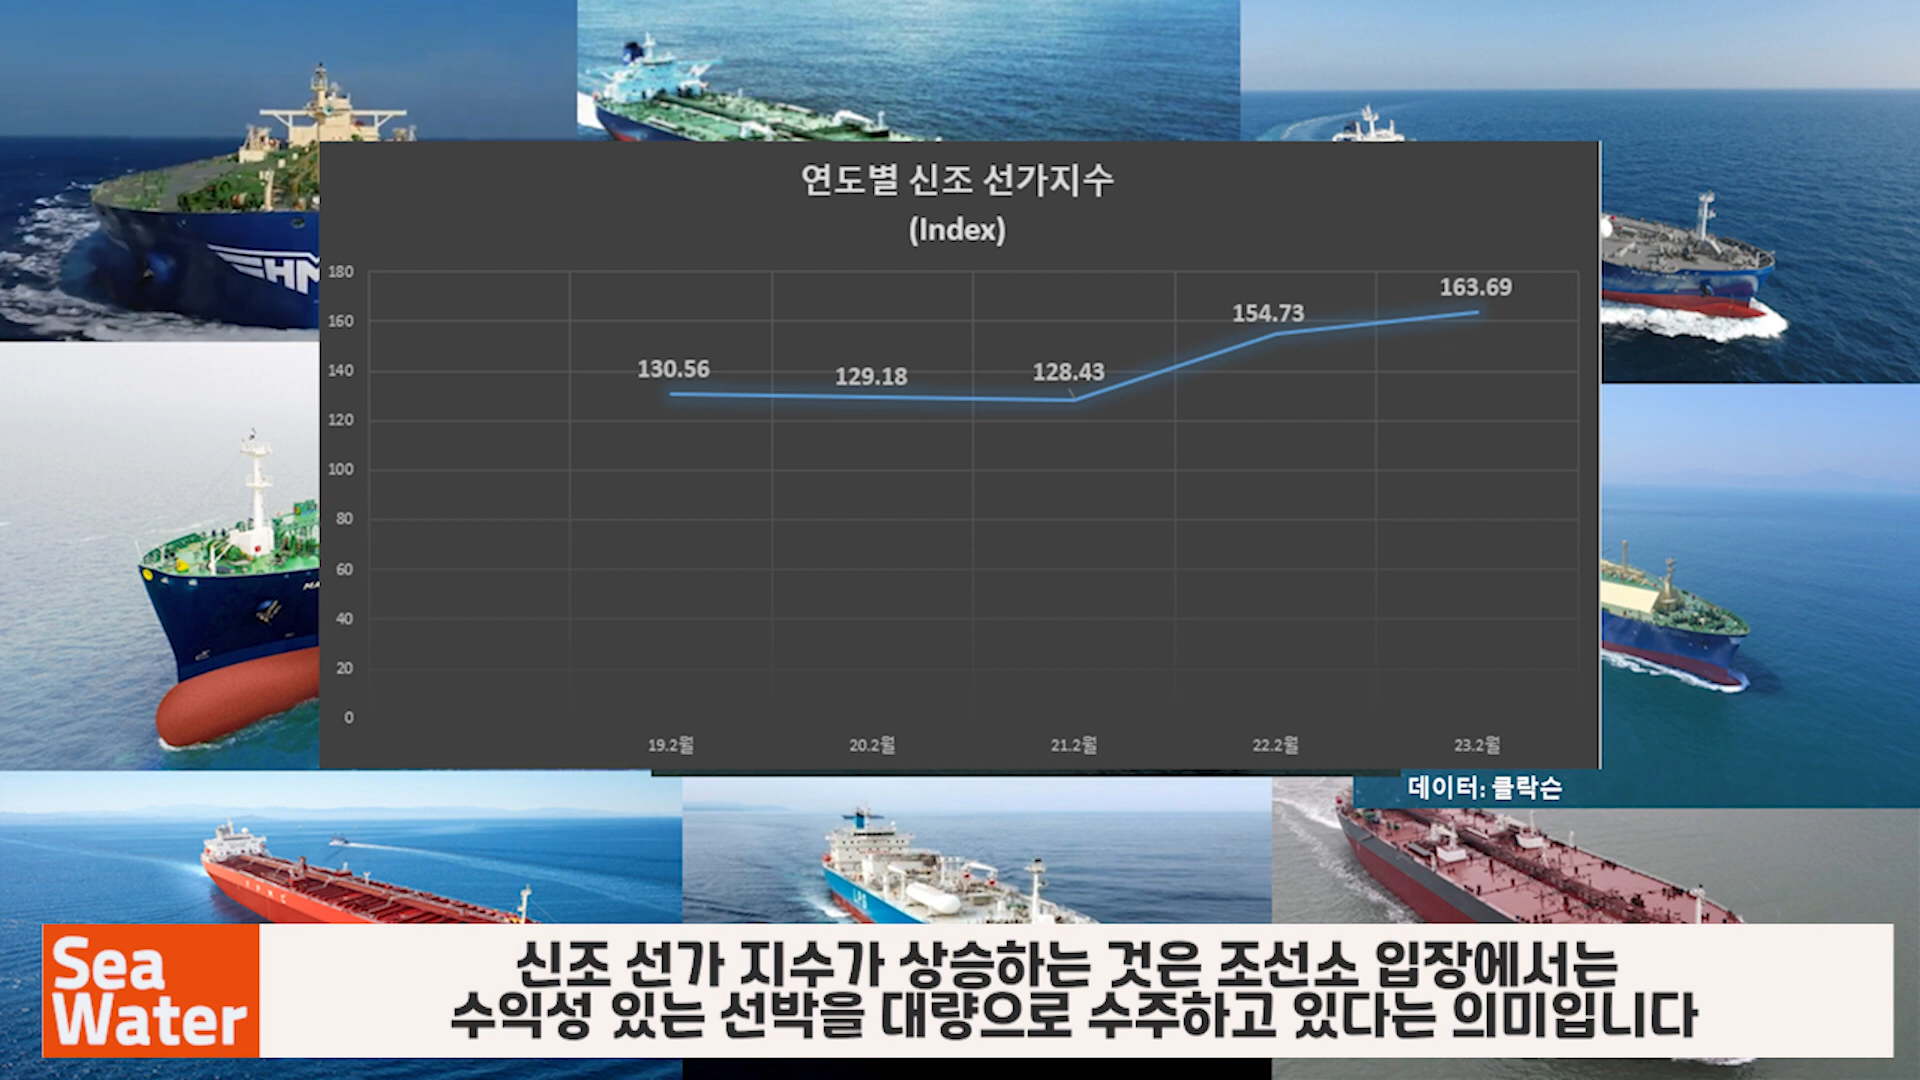 연도별 신조 선가지수
(Index)
180
160
140
120
100
80
60
40
20
0
130.56
129.18
128.43
154.73
163.69
19.2월
20.2월
21.2월
22.2월
23.2월
데이터: 클락슨
HM
MA
LPG
Sea
Water
신조 선가 지수가 상승하는 것은 조선소 입장에서는
수익성 있는 선박을 대량으로 수주하고 있다는 의미입니다